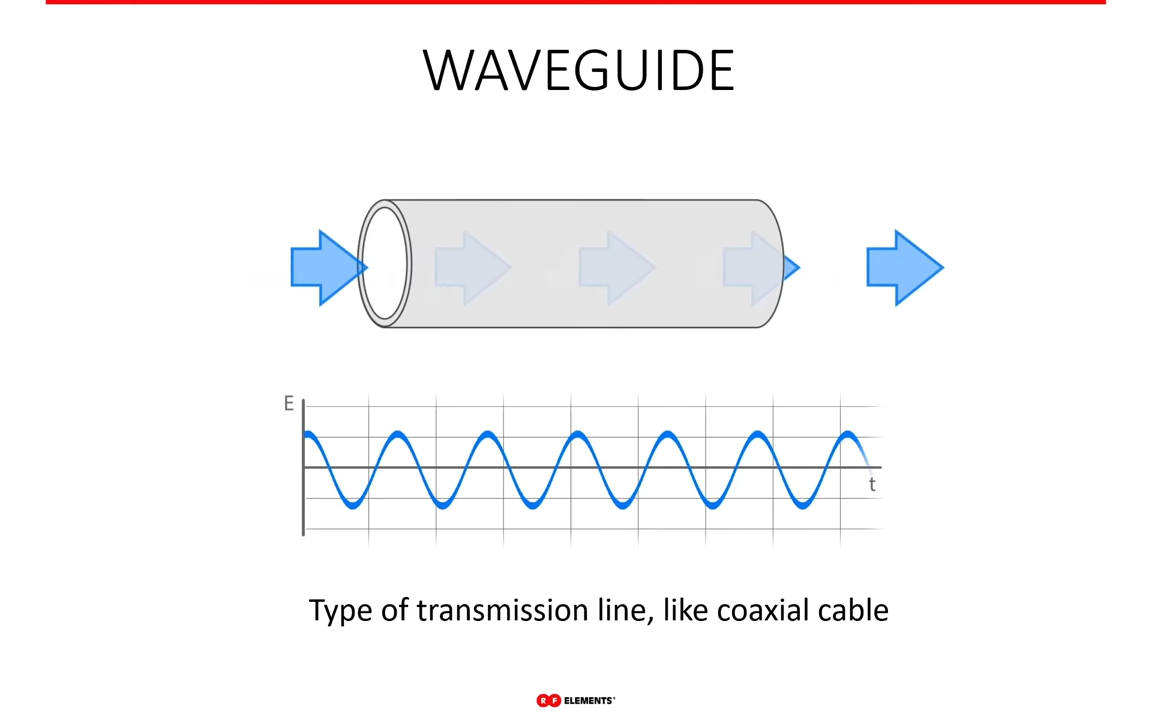 WAVEGUIDE
E
t
Type of transmission line, like coaxial cable
RF ELEMENTS®